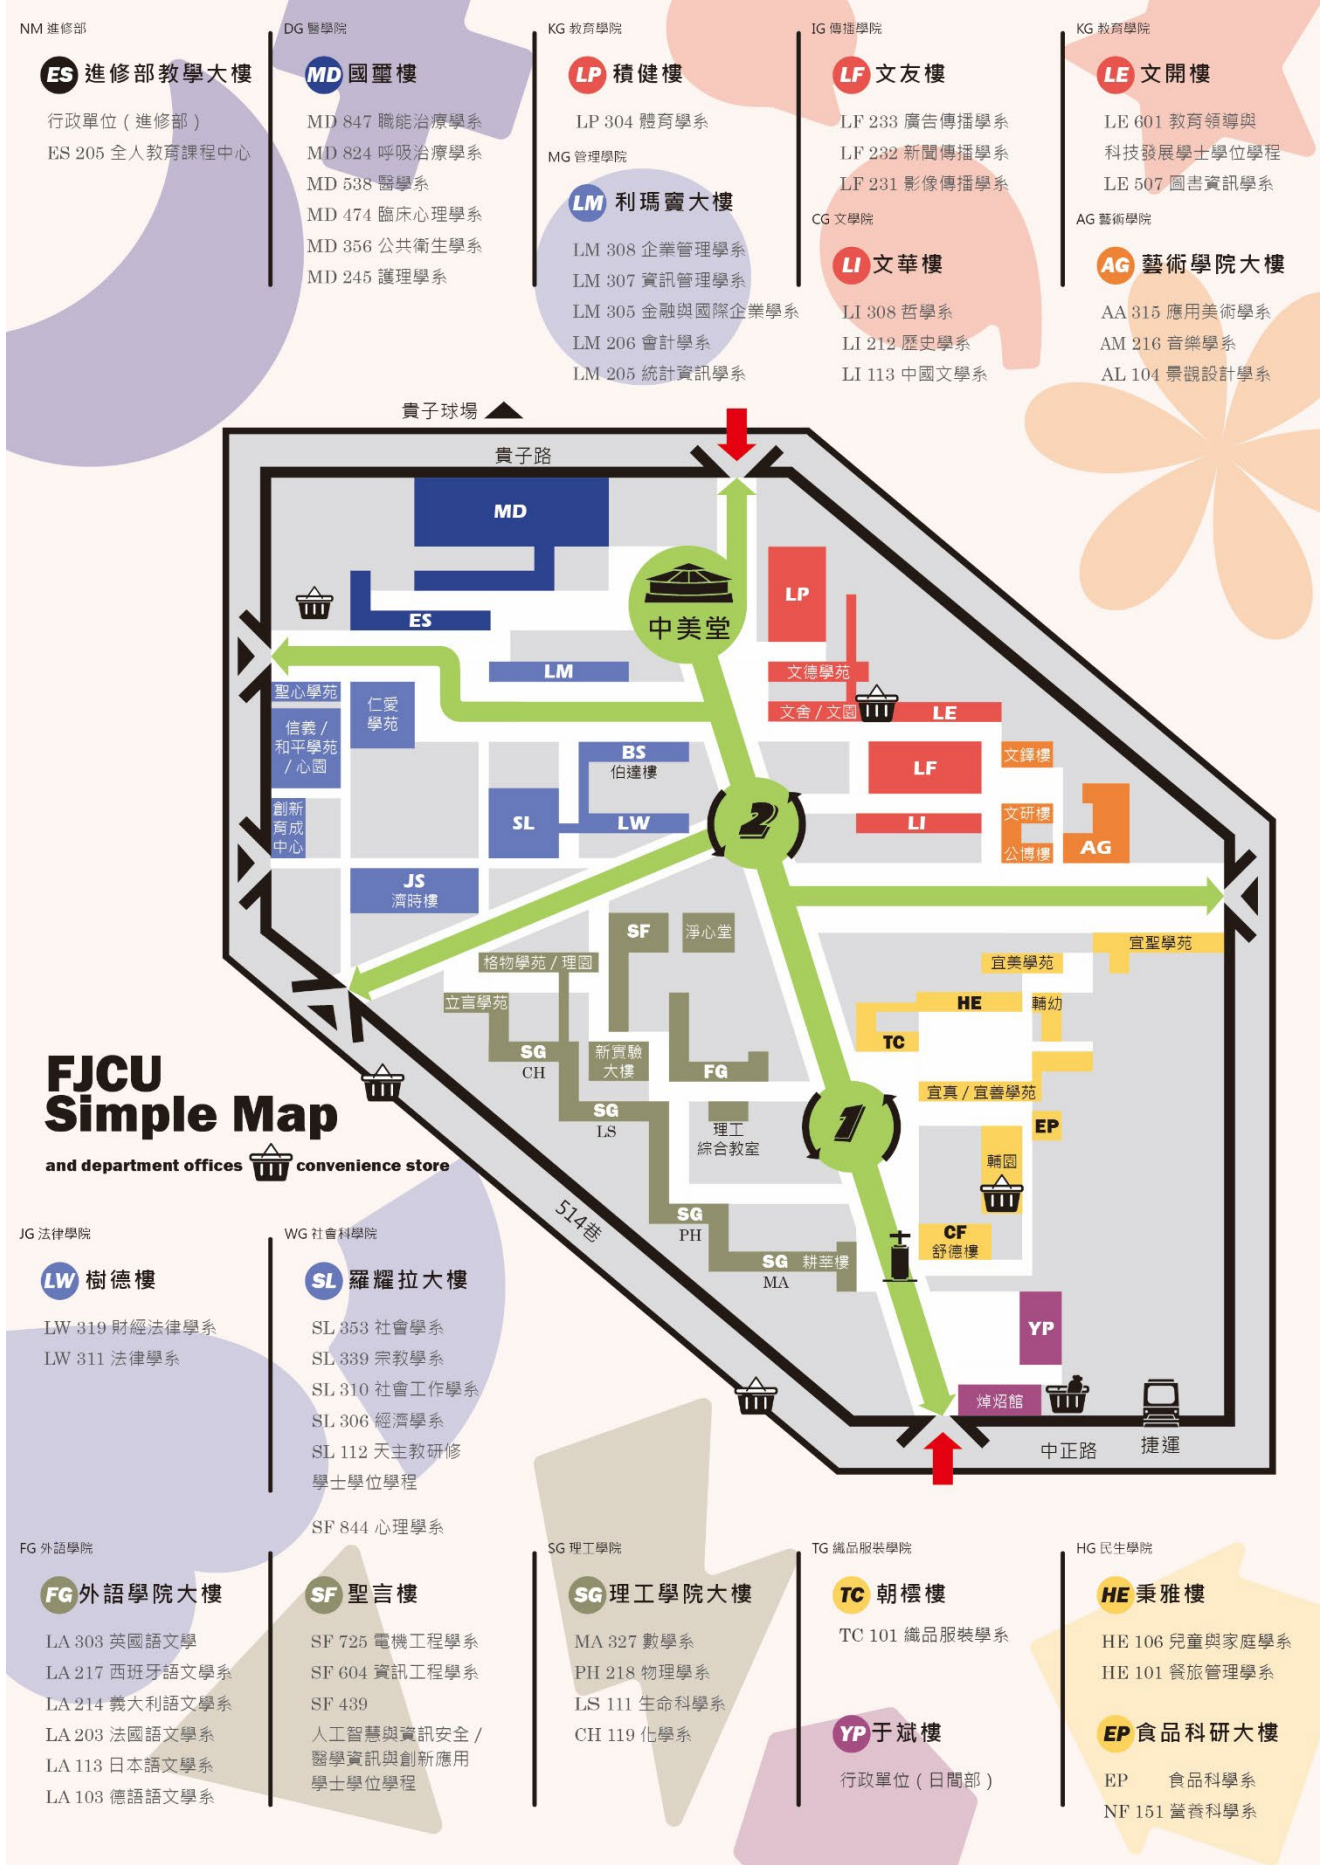 NM 進修部
ES 進修部教學大樓
行政單位 ( 進修部 )
ES 205 全人教育課程中心
DG 醫學院
MD 國璽樓
MD 847 職能治療學系
MD 824 呼吸治療學系
MD 538 醫學系
MD 474 臨床心理學系
MD 356 公共衛生學系
MD 245 護理學系
KG 教育學院
LP 積健樓
LP 304 體育學系
MG 管理學院
LM 利瑪竇大樓
LM 308 企業管理學系
LM 307 資訊管理學系
LM 305 金融與國際企業學系
LM 206 會計學系
LM 205 統計資訊學系
IG 傳播學院
LF 文友樓
LF 233 廣告傳播學系
LF 232 新聞傳播學系
LF 231 影像傳播學系
CG 文學院
LI 文華樓
LI 308 哲學系
LI 212 歷史學系
LI 113 中國文學系
KG 教育學院
LE 文開樓
LE 601 教育領導與
科技發展學士學位學程
LE 507 圖書資訊學系
AG 藝術學院
AG 藝術學院大樓
AA 315 應用美術學系
AM 216 音樂學系
AL 104 景觀設計學系
貴子球場
貴子路
MD
ES
中美堂
LP
LM
文德學苑
聖心學苑
仁愛
學苑
信義 /
和平學苑
/ 心園
文舍 / 文園
LE
BS
伯達樓
LF
文鐸樓
創新
育成
中心
SL
LW
2
LI
文研樓
公博樓
AG
JS
濟時樓
SF
淨心堂
宜聖學苑
格物學苑 / 理園
宜美學苑
立言學苑
HE
輔幼
TC
SG
CH
新實驗
大樓
FG
宜真 / 宜善學苑
SG
LS
理工
綜合教室
1
EP
輔園
514巷
SG
PH
CF
舒德樓
SG
MA
耕莘樓
YP
焯炤館
中正路
捷運
FJCU
Simple Map
and department offices
convenience store
JG 法律學院
LW 樹德樓
LW 319 財經法律學系
LW 311 法律學系
WG 社會科學院
SL 羅耀拉大樓
SL 353 社會學系
SL 339 宗教學系
SL 310 社會工作學系
SL 306 經濟學系
SL 112 天主教研修
學士學位學程
SF 844 心理學系
FG 外語學院
FG 外語學院大樓
LA 303 英國語文學
LA 217 西班牙語文學系
LA 214 義大利語文學系
LA 203 法國語文學系
LA 113 日本語文學系
LA 103 德語語文學系
SF 聖言樓
SF 725 電機工程學系
SF 604 資訊工程學系
SF 439
人工智慧與資訊安全 /
醫學資訊與創新應用
學士學位學程
SG 理工學院
SG 理工學院大樓
MA 327 數學系
PH 218 物理學系
LS 111 生命科學系
CH 119 化學系
TG 織品服裝學院
TC 朝橒樓
TC 101 織品服裝學系
YP 于斌樓
行政單位 ( 日間部 )
HG 民生學院
HE 秉雅樓
HE 106 兒童與家庭學系
HE 101 餐旅管理學系
EP 食品科研大樓
EP 食品科學系
NF 151 營養科學系